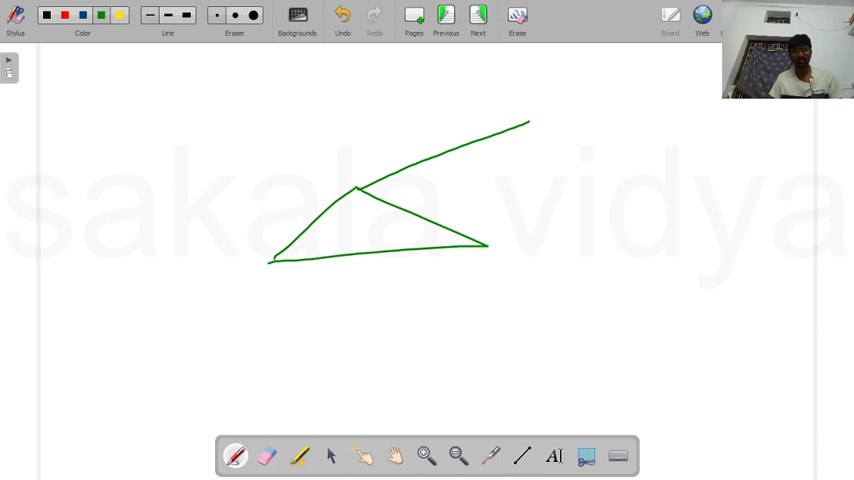 Stylus
Color
Line
Eraser
Backgrounds
Undo
Redo
Pages
Previous
Next
Erase
Board
Web
sakala vidya